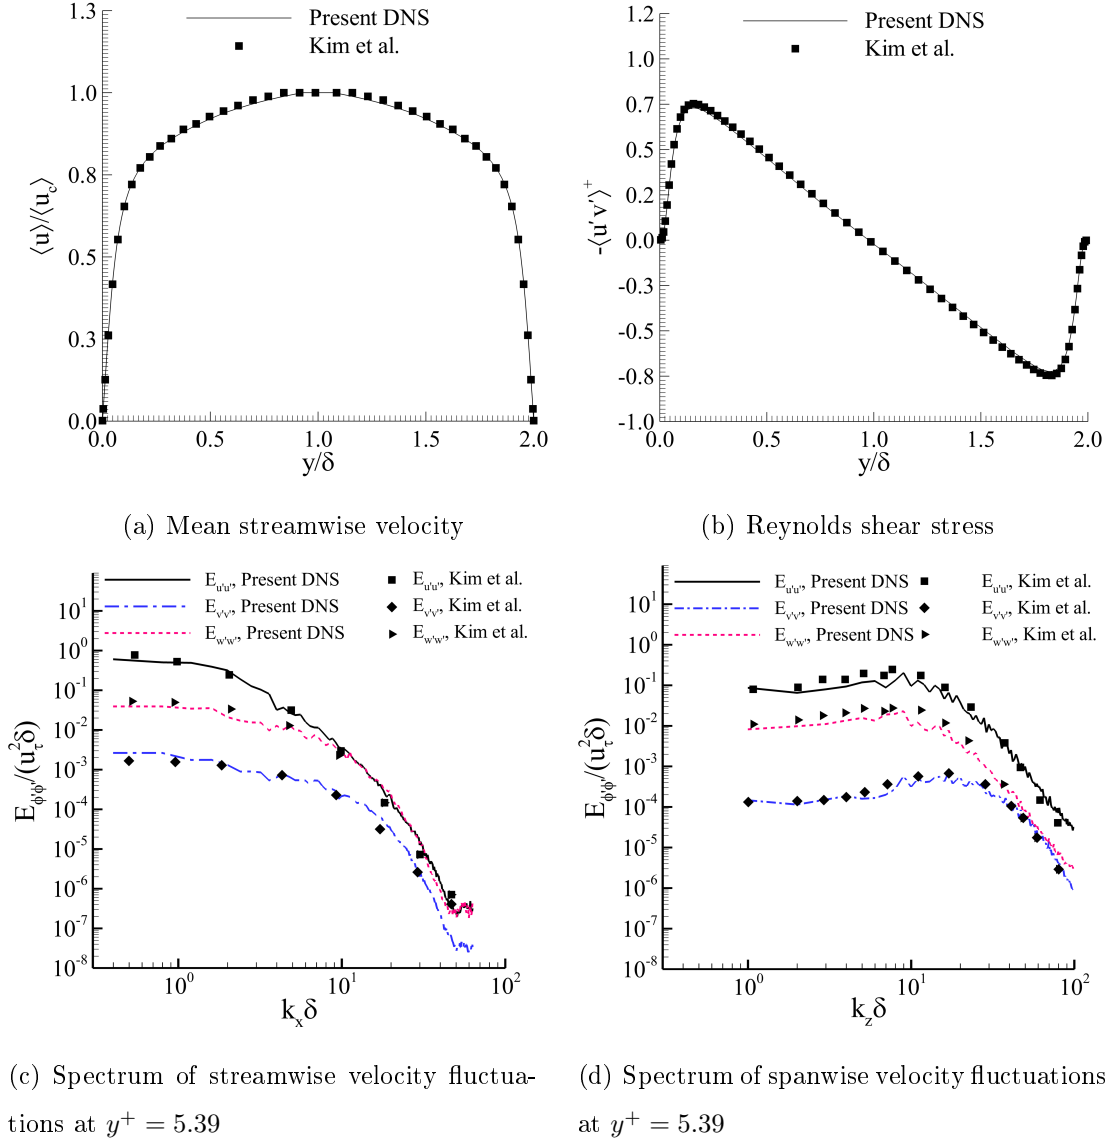 Present DNS
Kim et al.
1.3
1.0
0.8
0.5
0.3
0.0
⟨u⟩/⟨u_c⟩
0.0 0.5 1.0 1.5 2.0
y/δ
(a) Mean streamwise velocity
Present DNS
Kim et al.
1.2
1.0
0.7
0.5
0.2
0.0
-0.3
-0.5
-0.8
-1.0
-⟨u'v'⟩⁺
0.0 0.5 1.0 1.5 2.0
y/δ
(b) Reynolds shear stress
E_u'u', Present DNS E_u'u', Kim et al.
E_v'v', Present DNS E_v'v', Kim et al.
E_w'w', Present DNS E_w'w', Kim et al.
10¹
10⁰
10⁻¹
10⁻²
10⁻³
10⁻⁴
10⁻⁵
10⁻⁶
10⁻⁷
10⁻⁸
E_φ'φ'/(u_τ²δ)
10⁰ 10¹ 10²
k_xδ
(c) Spectrum of streamwise velocity fluctua-
tions at y⁺ = 5.39
E_u'u', Present DNS E_u'u', Kim et al.
E_v'v', Present DNS E_v'v', Kim et al.
E_w'w', Present DNS E_w'w', Kim et al.
10¹
10⁰
10⁻¹
10⁻²
10⁻³
10⁻⁴
10⁻⁵
10⁻⁶
10⁻⁷
10⁻⁸
E_φ'φ'/(u_τ²δ)
10⁰ 10¹ 10²
k_zδ
(d) Spectrum of spanwise velocity fluctuations
at y⁺ = 5.39